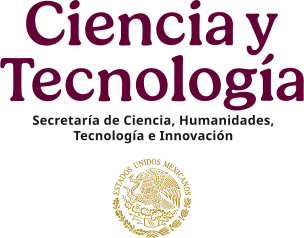 Ciencia y
Tecnología
Secretaría de Ciencia, Humanidades,
Tecnología e Innovación
ESTADOS UNIDOS MEXICANOS